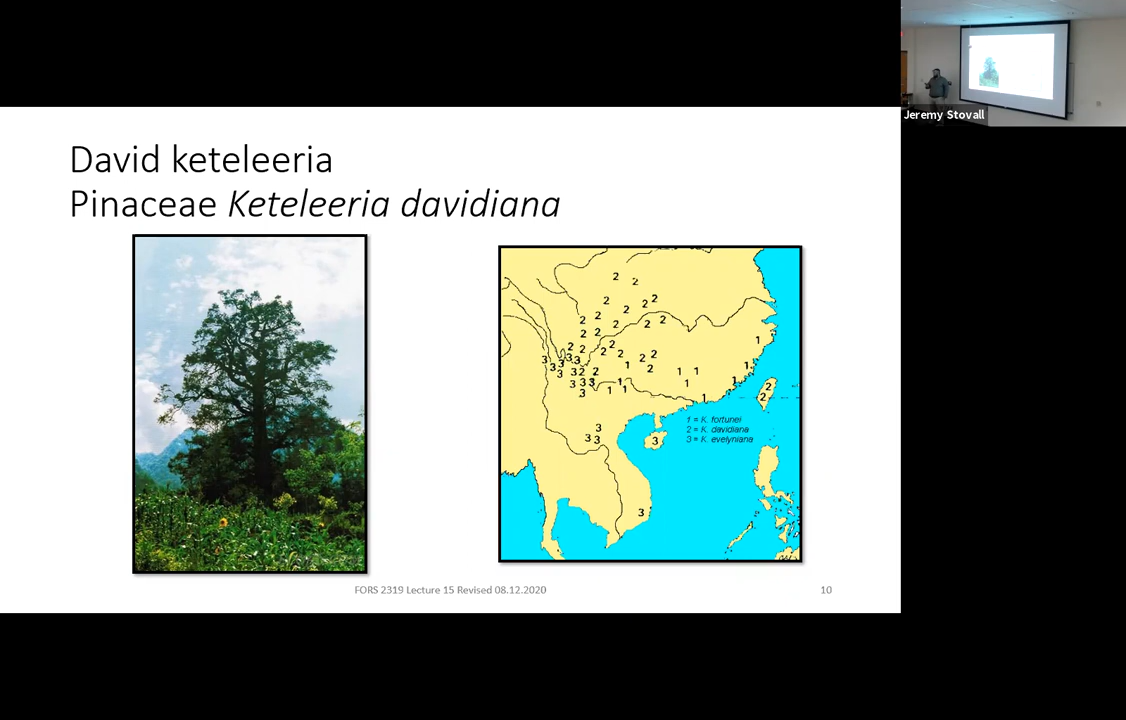 Jeremy Stovall
David keteleeria
Pinaceae Keteleeria davidiana
1 = K. fortunei
2 = K. davidiana
3 = K. evelyniana
FORS 2319 Lecture 15 Revised 08.12.2020
10